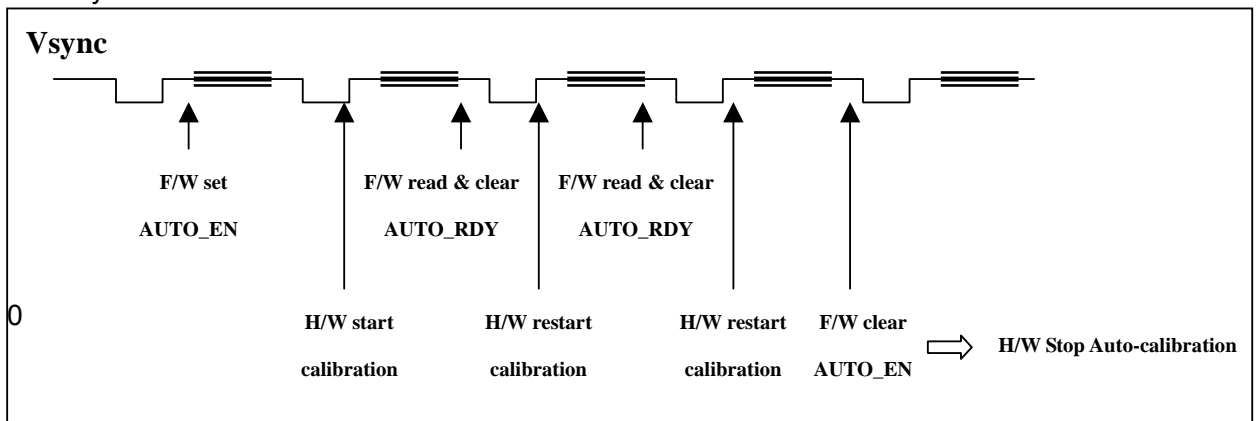 Vsync
F/W set
AUTO_EN
F/W read & clear
AUTO_RDY
F/W read & clear
AUTO_RDY
0
H/W start
calibration
H/W restart
calibration
H/W restart
calibration
F/W clear
AUTO_EN
H/W Stop Auto-calibration